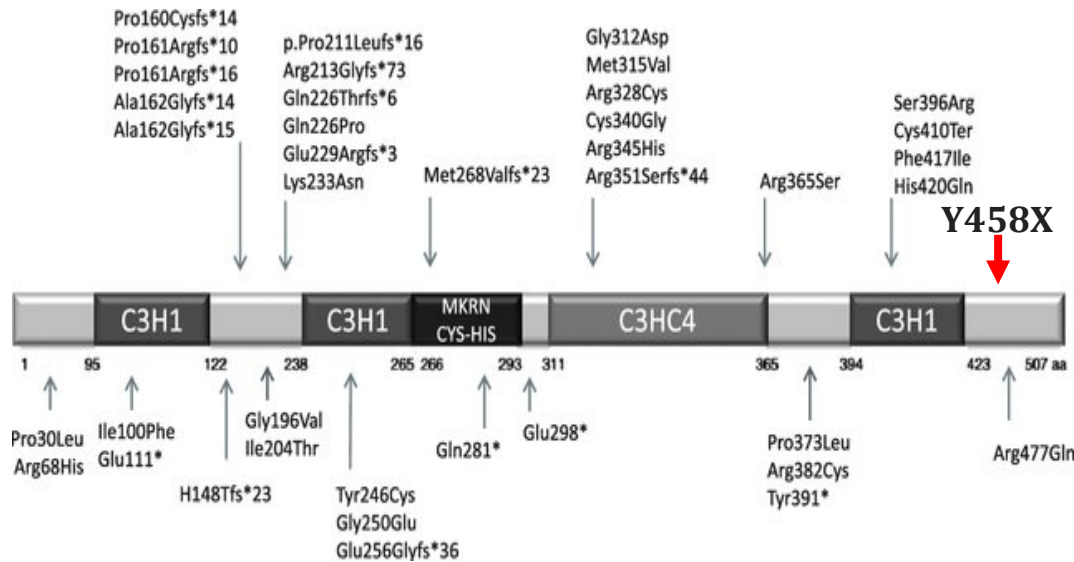 Pro160Cysfs*14
Pro161Argfs*10
Pro161Argfs*16
Ala162Glyfs*14
Ala162Glyfs*15
p.Pro211Leufs*16
Arg213Glyfs*73
Gln226Thrfs*6
Gln226Pro
Glu229Argfs*3
Lys233Asn
Met268Valfs*23
Gly312Asp
Met315Val
Arg328Cys
Cys340Gly
Arg345His
Arg351Serfs*44
Arg365Ser
Ser396Arg
Cys410Ter
Phe417Ile
His420Gln
Y458X
C3H1
C3H1
MKRN
CYS-HIS
C3HC4
C3H1
1 95 122 238 265 266 293 311 365 394 423 507 aa
Pro30Leu
Arg68His
Ile100Phe
Glu111*
H148Tfs*23
Gly196Val
Ile204Thr
Tyr246Cys
Gly250Glu
Glu256Glyfs*36
Gln281*
Glu298*
Pro373Leu
Arg382Cys
Tyr391*
Arg477Gln